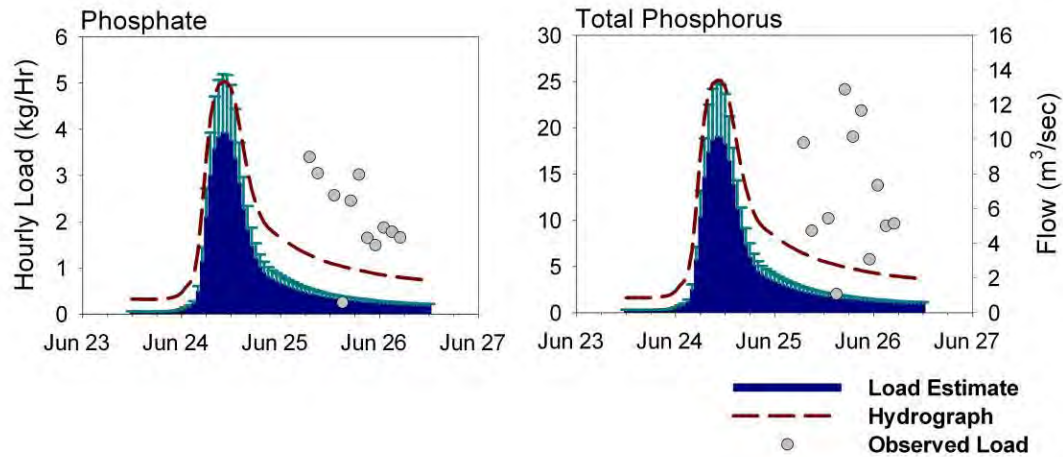 Phosphate
Total Phosphorus
Hourly Load (kg/Hr)
6
5
4
3
2
1
0
Jun 23 Jun 24 Jun 25 Jun 26 Jun 27
30
25
20
15
10
5
0
Jun 23 Jun 24 Jun 25 Jun 26 Jun 27
16
14
12
10
8
6
4
2
0
Flow (m³/sec)
Load Estimate
Hydrograph
Observed Load